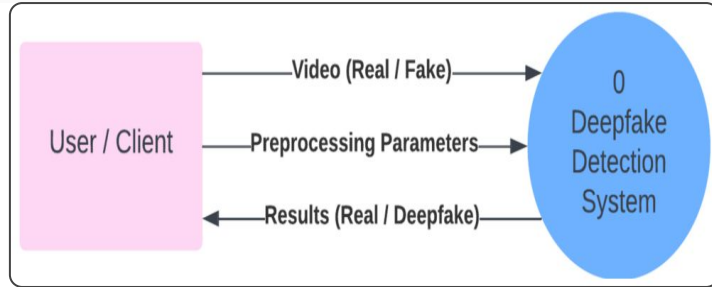 User / Client
Video (Real / Fake)
Preprocessing Parameters
Results (Real / Deepfake)
0
Deepfake
Detection
System